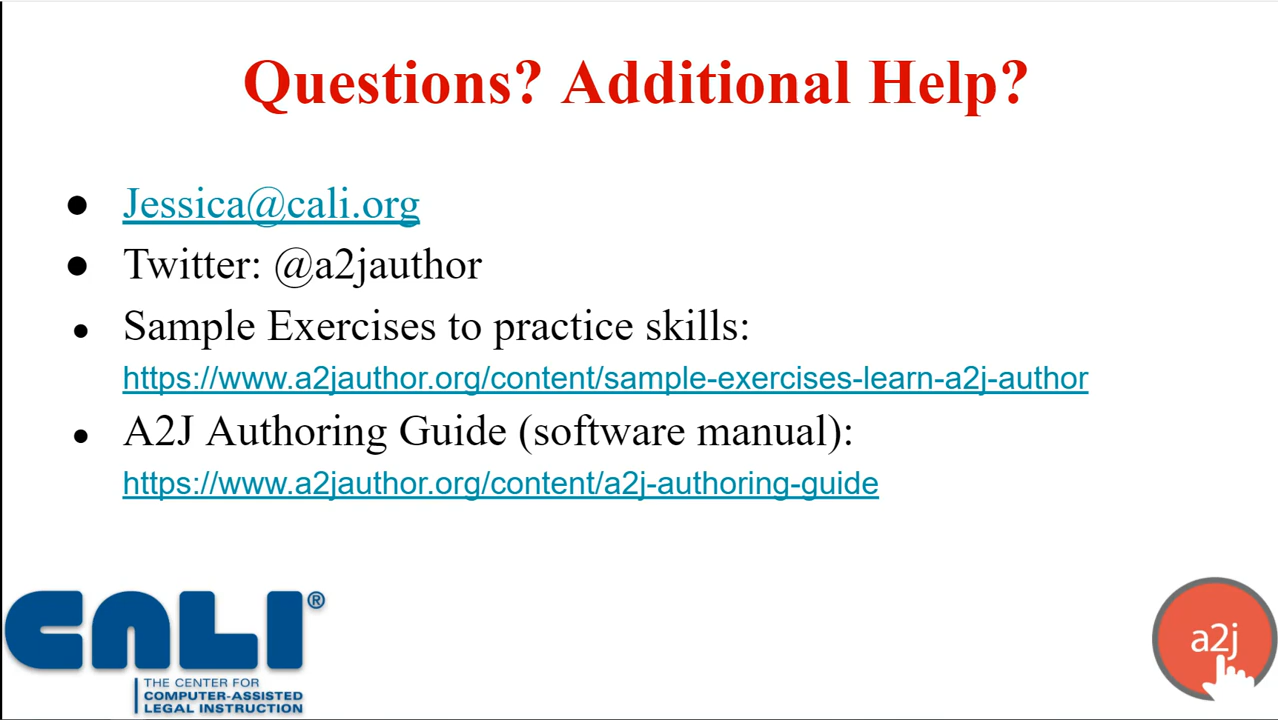 Questions? Additional Help?
● Jessica@cali.org
● Twitter: @a2jauthor
● Sample Exercises to practice skills:
https://www.a2jauthor.org/content/sample-exercises-learn-a2j-author
● A2J Authoring Guide (software manual):
https://www.a2jauthor.org/content/a2j-authoring-guide
CALI®
THE CENTER FOR
COMPUTER-ASSISTED
LEGAL INSTRUCTION
a2j